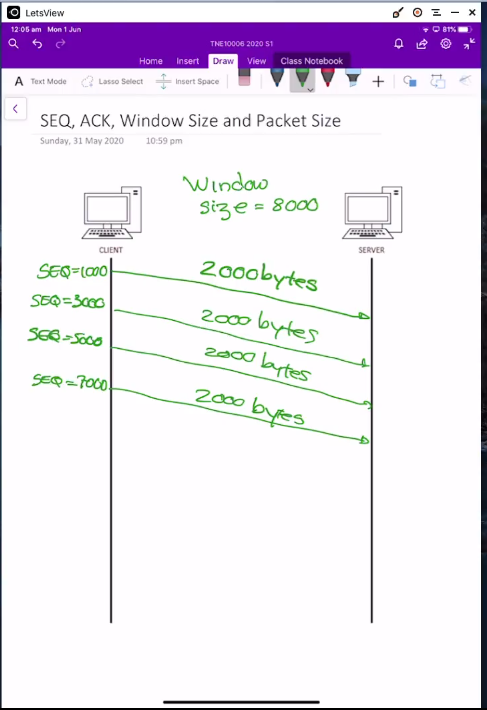 LetsView
12:05 am Mon 1 Jun
81%
TNE10006 2020 S1
Home Insert Draw View Class Notebook
A Text Mode Lasso Select Insert Space
SEQ, ACK, Window Size and Packet Size
Sunday, 31 May 2020 10:59 pm
Window
size = 8000
CLIENT
SERVER
SEQ=1000
2000 bytes
SEQ=3000
2000 bytes
SEQ=5000
2000 bytes
SEQ=7000
2000 bytes